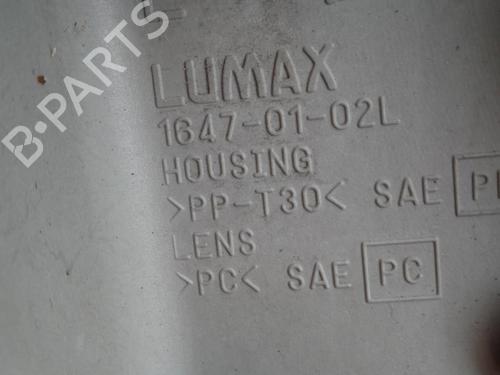 LUMAX
1647-01-02L
HOUSING
>PP-T30< SAE
LENS
>PC< SAE PC
B-PARTS